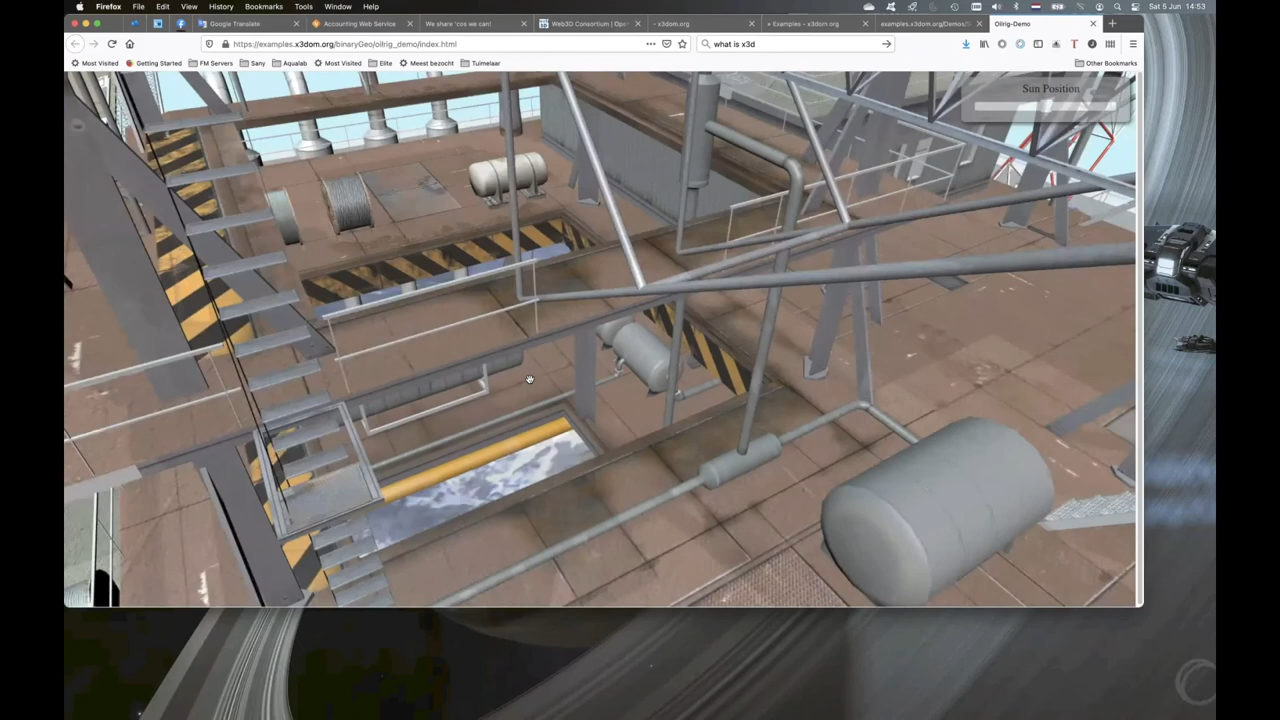 Firefox File Edit View History Bookmarks Tools Window Help Sat 5 Jun 14:53
Google Translate Accounting Web Service We share 'cos we can! Web3D Consortium | Open - x3dom.org » Examples - x3dom.org examples.x3dom.org/Demos/ Oilrig-Demo
https://examples.x3dom.org/binaryGeo/oilrig_demo/index.html what is x3d
Most Visited Getting Started FM Servers Sany Aqualab Most Visited Elite Meest bezocht Tuimelaar Other Bookmarks
Sun Position